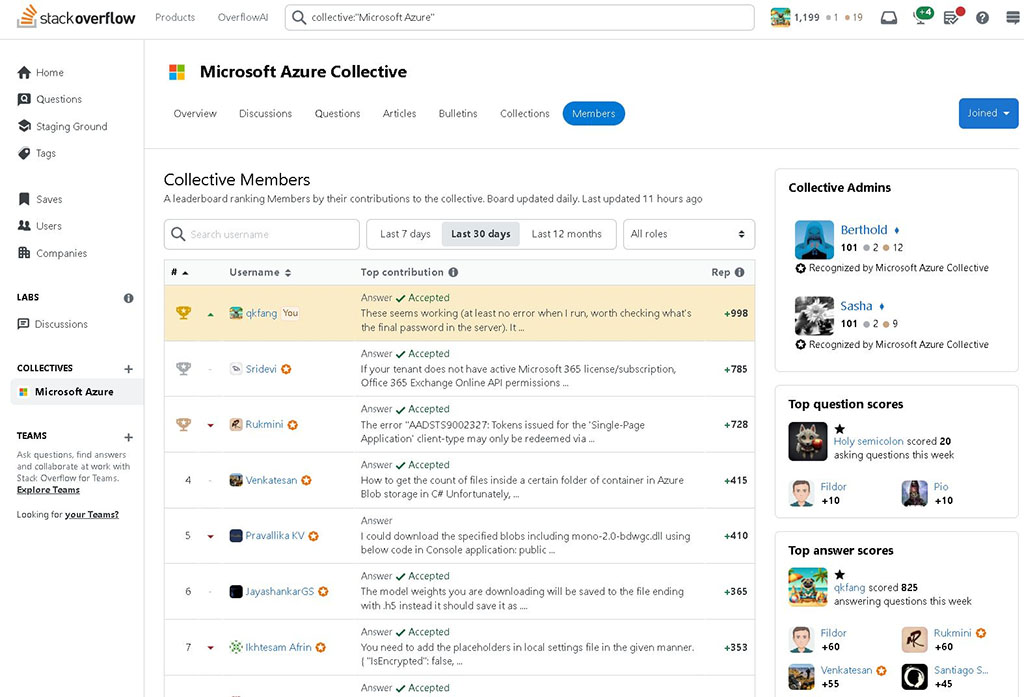 stackoverflow
Products
OverflowAI
collective:"Microsoft Azure"
1,199 1 19
+4
Home
Questions
Staging Ground
Tags
Saves
Users
Companies
LABS
Discussions
COLLECTIVES
+
Microsoft Azure
TEAMS
+
Ask questions, find answers
and collaborate at work with
Stack Overflow for Teams.
Explore Teams
Looking for your Teams?
Microsoft Azure Collective
Overview
Discussions
Questions
Articles
Bulletins
Collections
Members
Joined
Collective Members
A leaderboard ranking Members by their contributions to the collective. Board updated daily. Last updated 11 hours ago
Search username
Last 7 days
Last 30 days
Last 12 months
All roles
# Username Top contribution Rep
Answer Accepted
qkfang You
These seems working (at least no error when I run, worth checking what's
the final password in the server). It ...
+998
Answer Accepted
Sridevi
If your tenant does not have active Microsoft 365 license/subscription,
Office 365 Exchange Online API permissions ...
+785
Answer Accepted
Rukmini
The error "AADSTS9002327: Tokens issued for the 'Single-Page
Application' client-type may only be redeemed via ...
+728
Answer Accepted
4 Venkatesan
How to get the count of files inside a certain folder of container in Azure
Blob storage in C# Unfortunately, ...
+415
Answer
5 Pravallika KV
I could download the specified blobs including mono-2.0-bdwgc.dll using
below code in Console application: public ...
+410
Answer Accepted
6 JayashankarGS
The model weights you are downloading will be saved to the file ending
with .h5 instead it should save it as ....
+365
Answer Accepted
7 Ikhtesam Afrin
You need to add the placeholders in local settings file in the given manner.
{ "IsEncrypted": false, ...
+353
Answer Accepted
Collective Admins
Berthold
101 2 12
Recognized by Microsoft Azure Collective
Sasha
101 2 9
Recognized by Microsoft Azure Collective
Top question scores
Holy semicolon scored 20
asking questions this week
Fildor
+10
Pio
+10
Top answer scores
qkfang scored 825
answering questions this week
Fildor
+60
Rukmini
+60
Venkatesan
+55
Santiago S...
+45